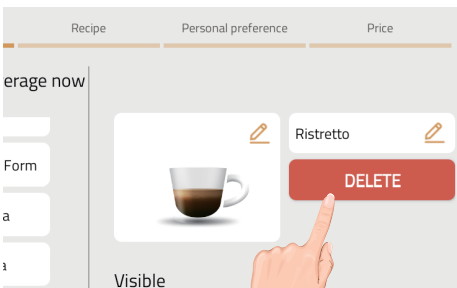 Recipe
Personal preference
Price
erage now
Form
a
a
Ristretto
DELETE
Visible